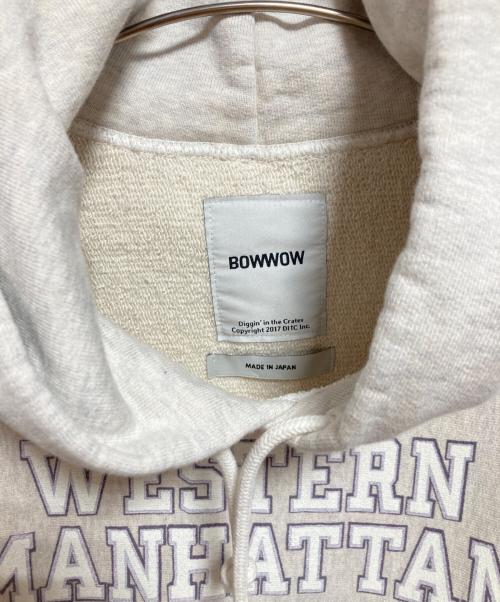 BOWWOW
Diggin' in the Crates
Copyright 2017 DITC Inc.
MADE IN JAPAN
WESTERN
MANHATTAN